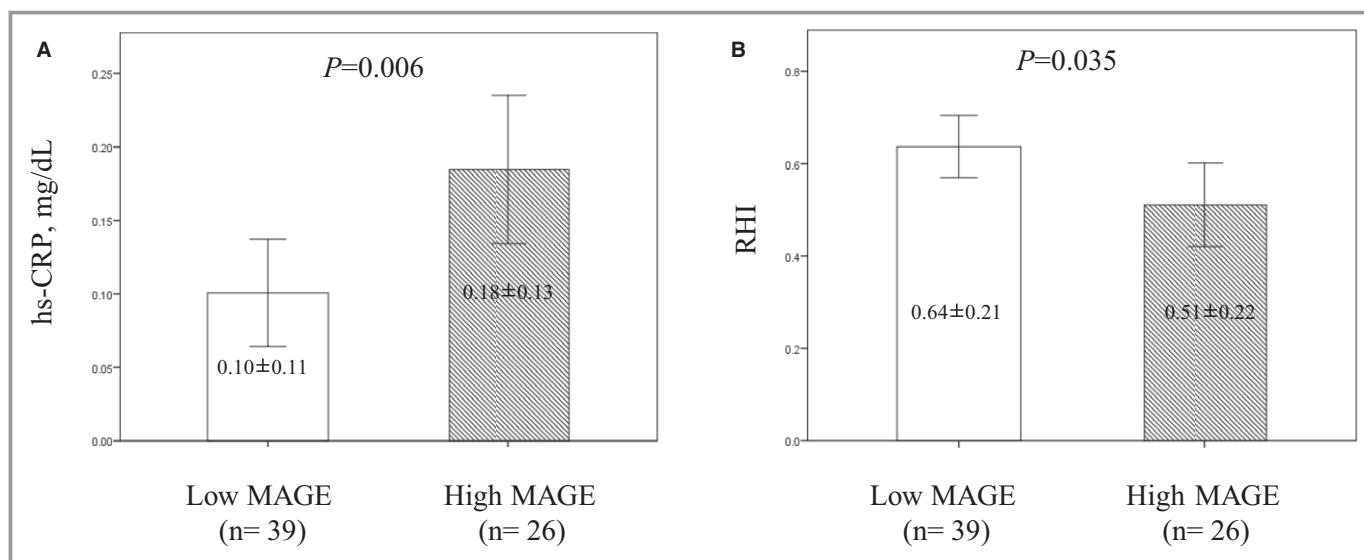 A
P=0.006
hs-CRP, mg/dL
0.25
0.20
0.15
0.10
0.05
0.00
0.10±0.11
0.18±0.13
Low MAGE
(n= 39)
High MAGE
(n= 26)
B
P=0.035
RHI
0.8
0.6
0.4
0.2
0.0
0.64±0.21
0.51±0.22
Low MAGE
(n= 39)
High MAGE
(n= 26)